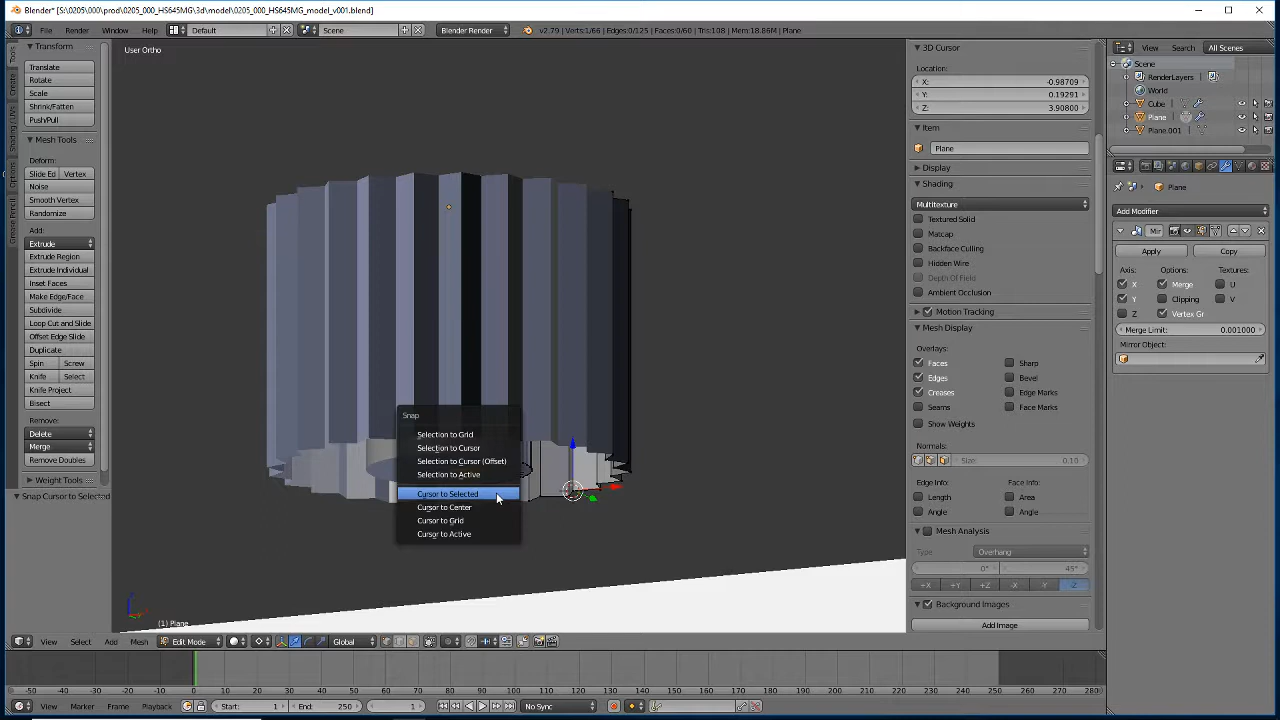 Blender* [S:\0205\000\prod\0205_000_HS645MG\3d\model\0205_000_HS645MG_model_v001.blend]
File Render Window Help Default Scene Blender Render v2.79 | Verts:1/66 | Edges:0/125 | Faces:0/60 | Tris:108 | Mem:18.86M | Plane
View Search All Scenes
Tools
Create
Shading / UVs
Options
Grease Pencil
Transform
Translate
Rotate
Scale
Shrink/Fatten
Push/Pull
Mesh Tools
Deform:
Slide Ed Vertex
Noise
Smooth Vertex
Randomize
Add:
Extrude
Extrude Region
Extrude Individual
Inset Faces
Make Edge/Face
Subdivide
Loop Cut and Slide
Offset Edge Slide
Duplicate
Spin Screw
Knife Select
Knife Project
Bisect
Remove:
Delete
Merge
Remove Doubles
Weight Tools
Snap Cursor to Selected
User Ortho
Snap
Selection to Grid
Selection to Cursor
Selection to Cursor (Offset)
Selection to Active
Cursor to Selected
Cursor to Center
Cursor to Grid
Cursor to Active
(1) Plane
3D Cursor
Location:
X: -0.98709
Y: 0.19291
Z: 3.90800
Item
Plane
Display
Shading
Multitexture
Textured Solid
Matcap
Backface Culling
Hidden Wire
Depth Of Field
Ambient Occlusion
Motion Tracking
Mesh Display
Overlays:
Faces Sharp
Edges Bevel
Creases Edge Marks
Seams Face Marks
Show Weights
Normals:
Size: 0.10
Edge Info: Face Info:
Length Area
Angle Angle
Mesh Analysis
Type Overhang
0° 45°
+X +Y +Z -X -Y -Z
Background Images
Add Image
Scene
RenderLayers
World
Cube
Plane
Plane.001
Plane
Add Modifier
Mir
Apply Copy
Axis: Options: Textures:
X Merge U
Y Clipping V
Z Vertex Gr
Merge Limit: 0.001000
Mirror Object:
View Select Add Mesh Edit Mode Global
-50 -40 -30 -20 -10 0 10 20 30 40 50 60 70 80 90 100 110 120 130 140 150 160 170 180 190 200 210 220 230 240 250 260 270 280
View Marker Frame Playback Start: 1 End: 250 1 No Sync